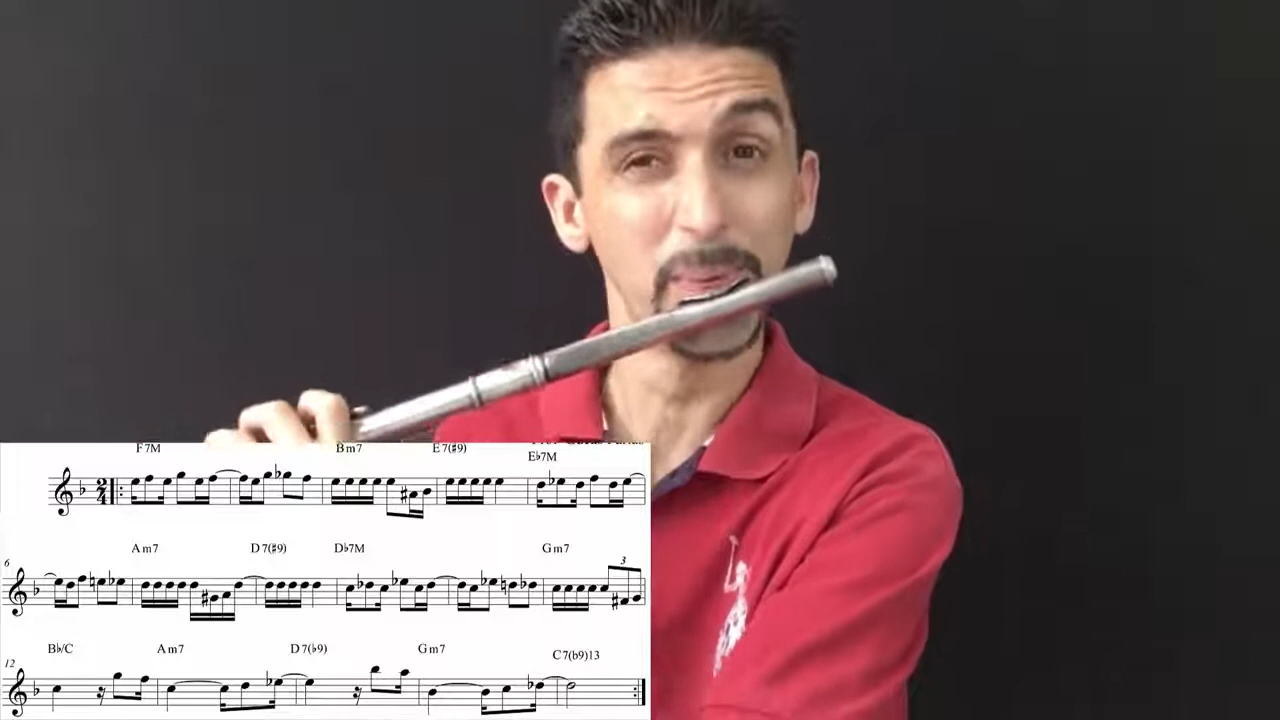 F7M Bm7 E7(♯9) E♭7M
2 4
6 Am7 D7(♯9) D♭7M Gm7 3
12 B♭/C Am7 D7(♭9) Gm7 C7(b9)13